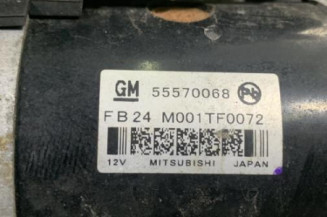 GM 55570068 Pb
FB24 M001TF0072
12V MITSUBISHI JAPAN